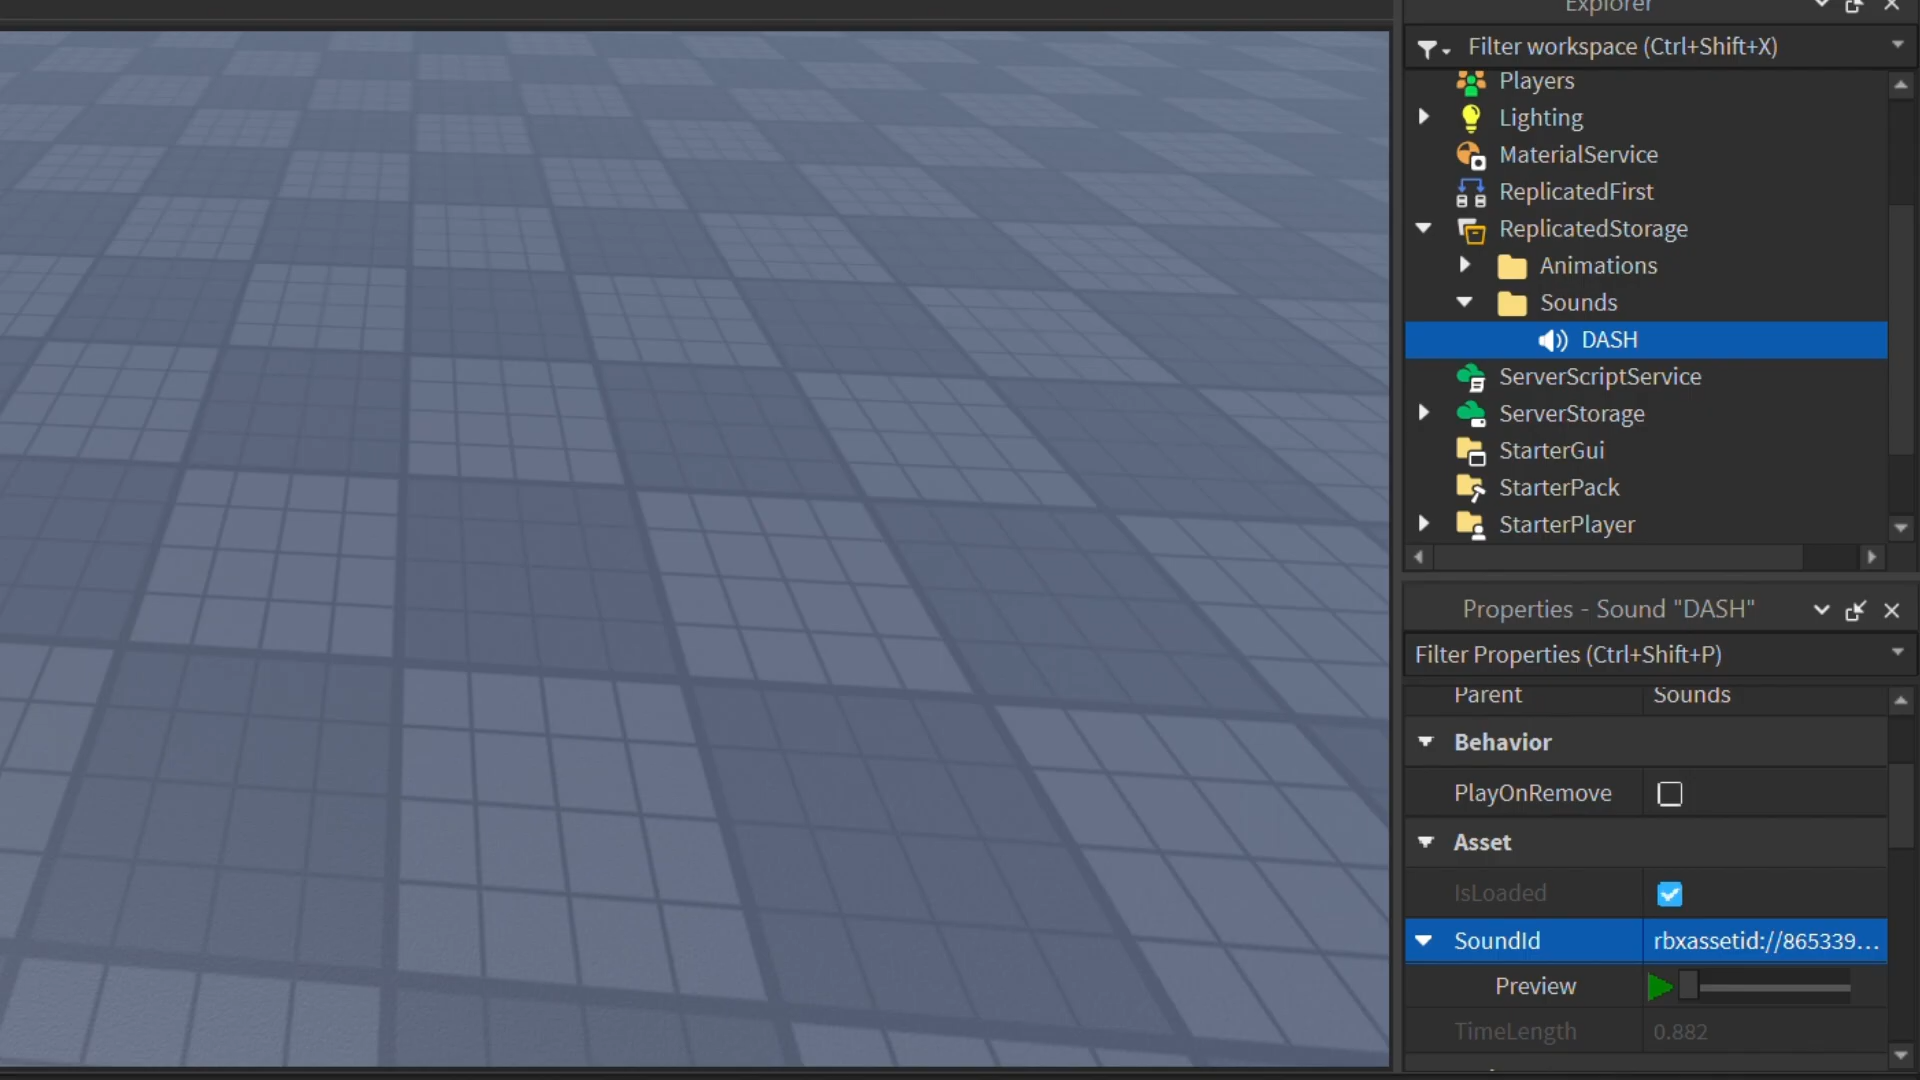 Explorer
Filter workspace (Ctrl+Shift+X)
Players
Lighting
MaterialService
ReplicatedFirst
ReplicatedStorage
Animations
Sounds
DASH
ServerScriptService
ServerStorage
StarterGui
StarterPack
StarterPlayer
Properties - Sound "DASH"
Filter Properties (Ctrl+Shift+P)
Parent Sounds
Behavior
PlayOnRemove
Asset
IsLoaded
SoundId rbxassetid://865339...
Preview
TimeLength 0.882